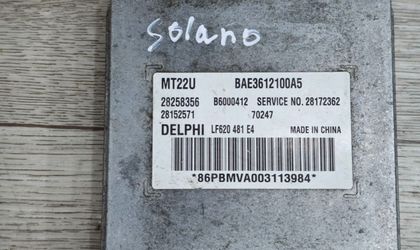 Solano
MT22U BAE3612100A5
28258356 B6000412 SERVICE NO. 28172362
28152571 70247
DELPHI LF620 481 E4 MADE IN CHINA
*86PBMVA003113984*